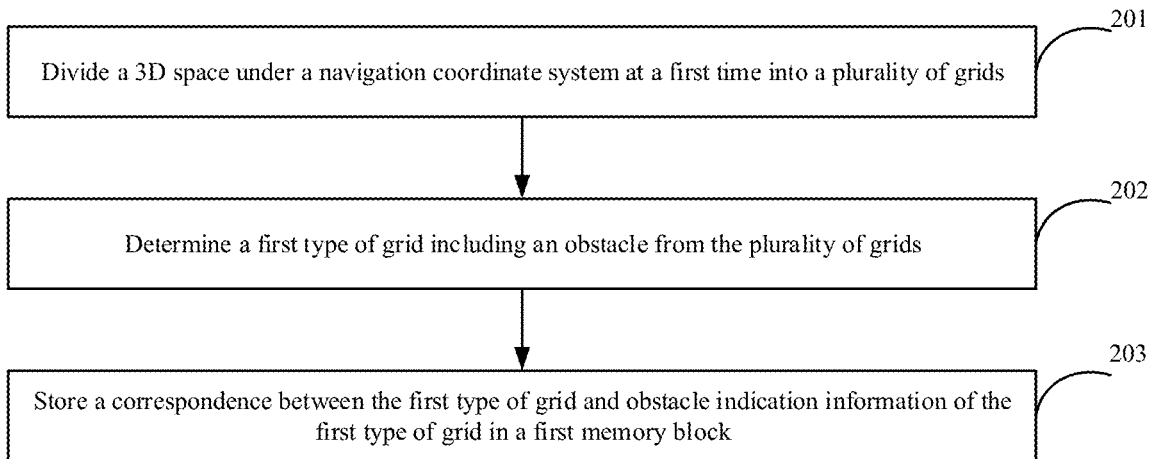 201
Divide a 3D space under a navigation coordinate system at a first time into a plurality of grids
202
Determine a first type of grid including an obstacle from the plurality of grids
203
Store a correspondence between the first type of grid and obstacle indication information of the
first type of grid in a first memory block